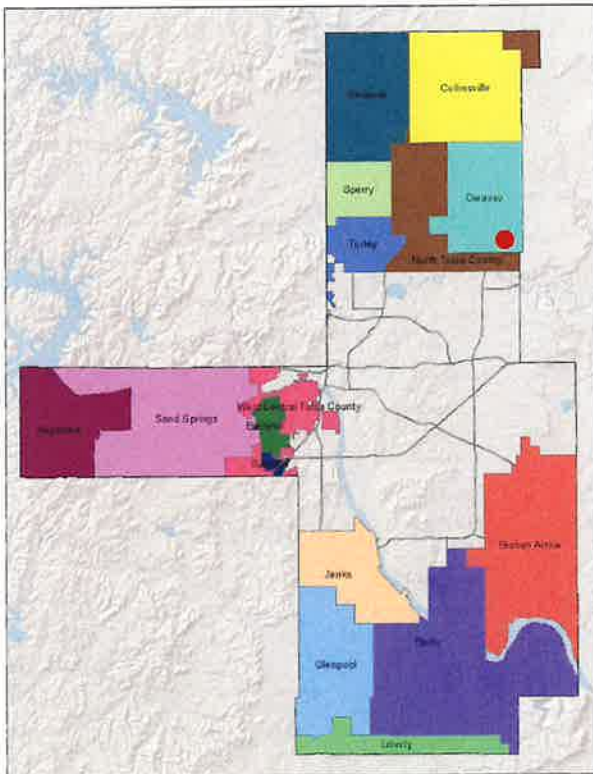 Skiatook
Collinsville
Sperry
Owasso
Turley
North Tulsa County
Keystone
Sand Springs
West Central Tulsa County
Berryhill
Broken Arrow
Jenks
Bixby
Glenpool
Liberty